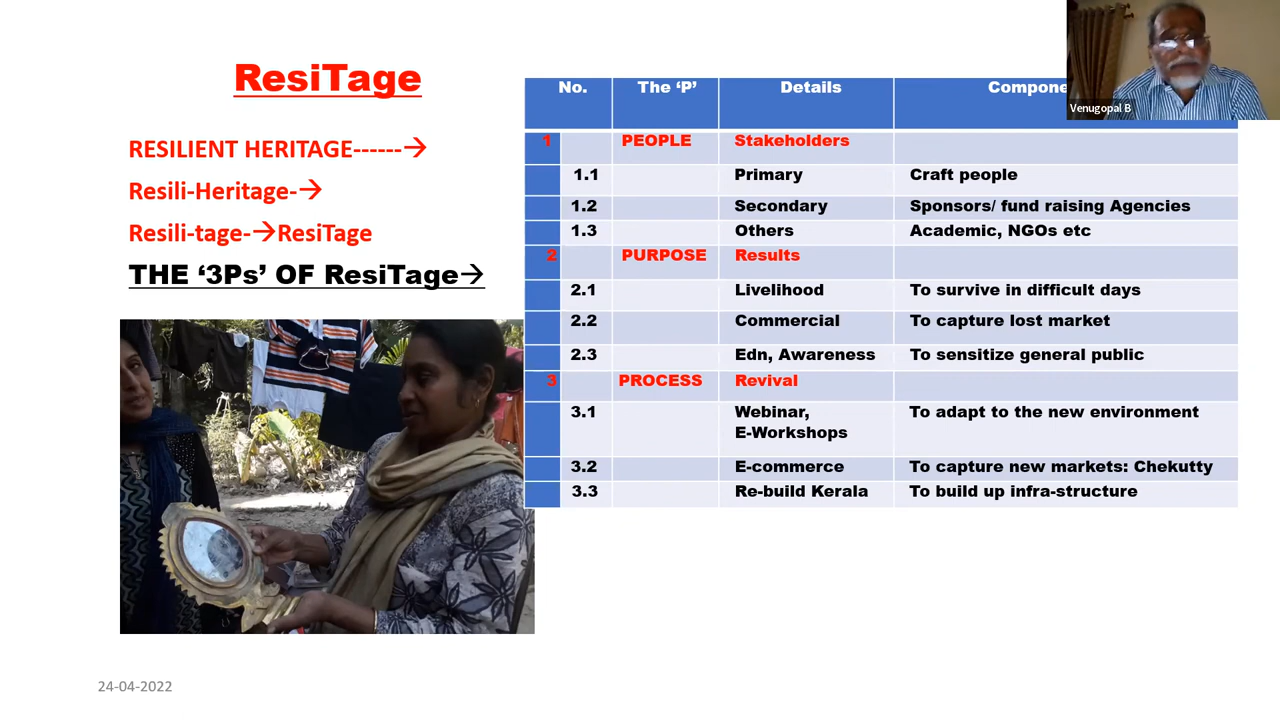 ResiTage
RESILIENT HERITAGE------→
Resili-Heritage-→
Resili-tage-→ResiTage
THE ‘3Ps’ OF ResiTage→
No. The ‘P’ Details Compone
1 PEOPLE Stakeholders
1.1 Primary Craft people
1.2 Secondary Sponsors/ fund raising Agencies
1.3 Others Academic, NGOs etc
2 PURPOSE Results
2.1 Livelihood To survive in difficult days
2.2 Commercial To capture lost market
2.3 Edn, Awareness To sensitize general public
3 PROCESS Revival
3.1 Webinar, To adapt to the new environment
E-Workshops
3.2 E-commerce To capture new markets: Chekutty
3.3 Re-build Kerala To build up infra-structure
Venugopal B
24-04-2022